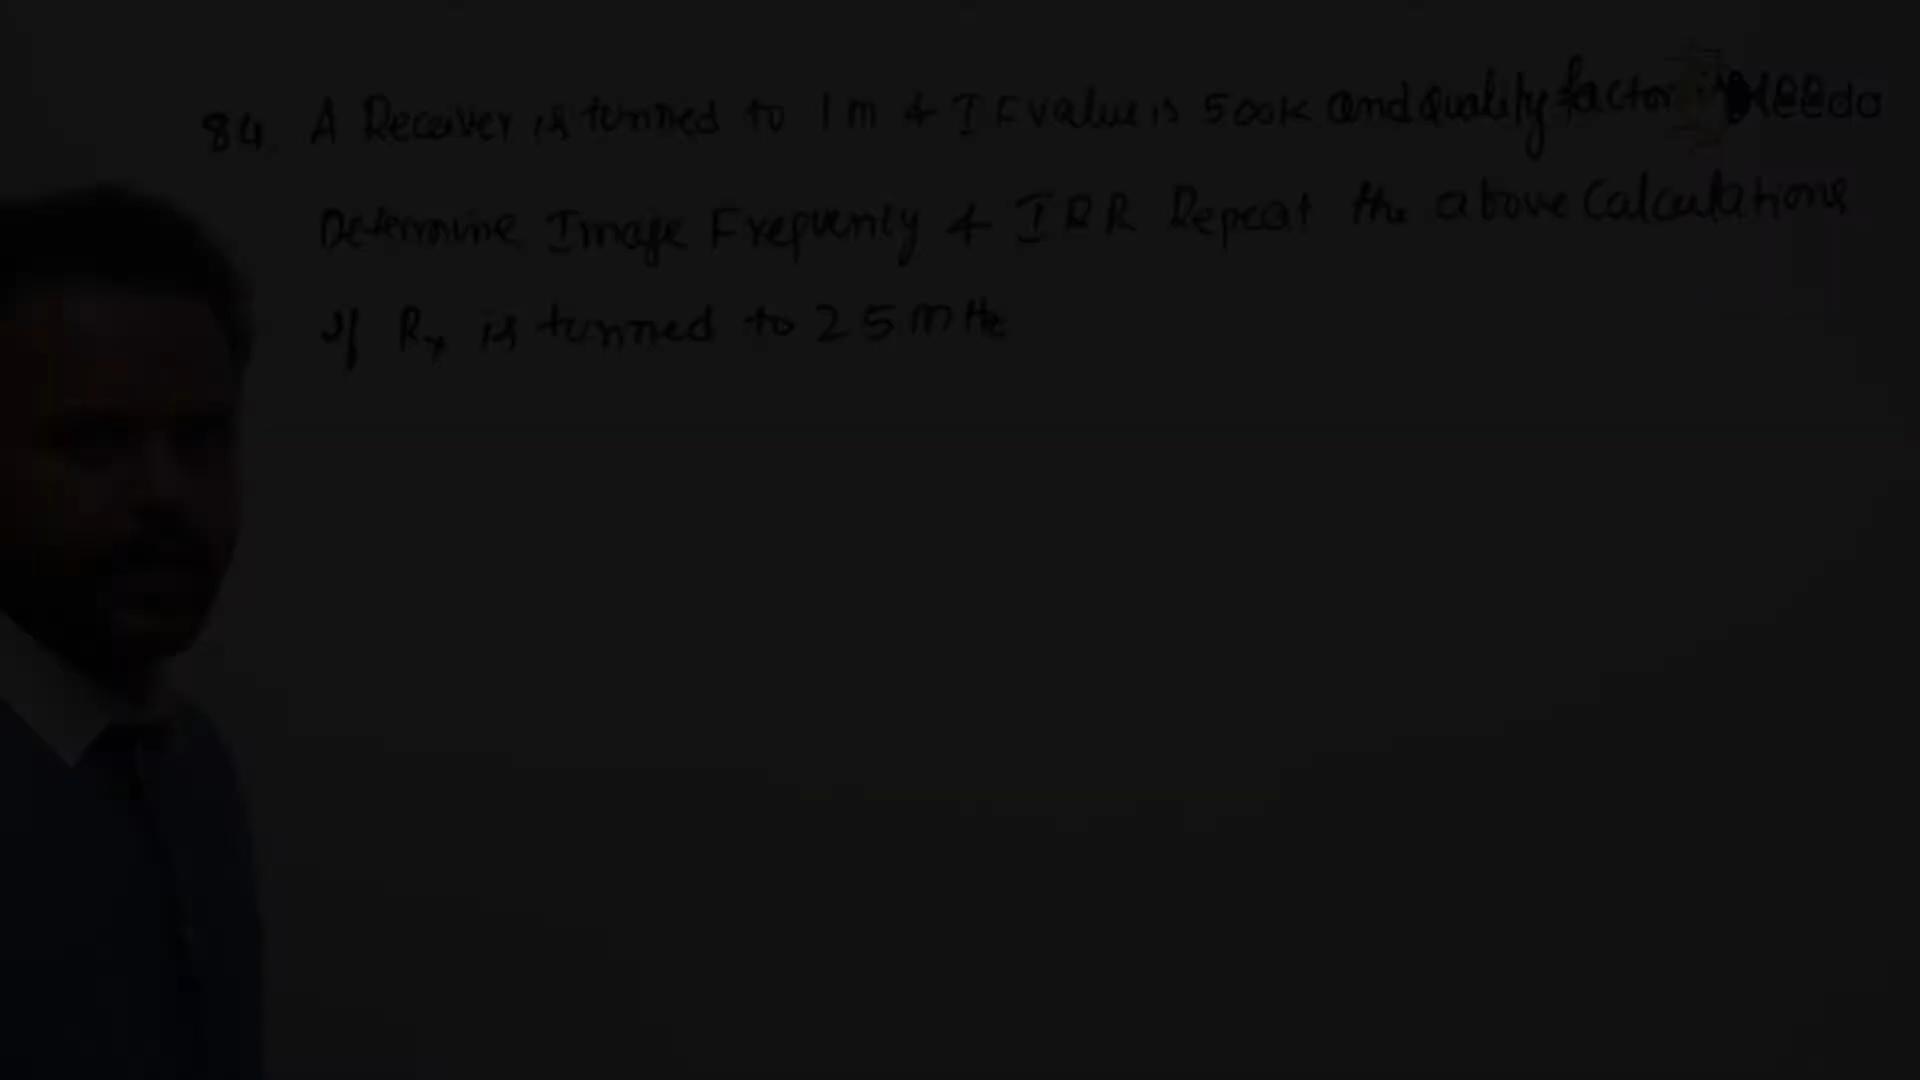 84. A Receiver is tunned to 1m & IF value is 500K and quality factor
Determine Image Frequency & IRR Repeat the above Calculations
if Rx is tunned to 25 mHz